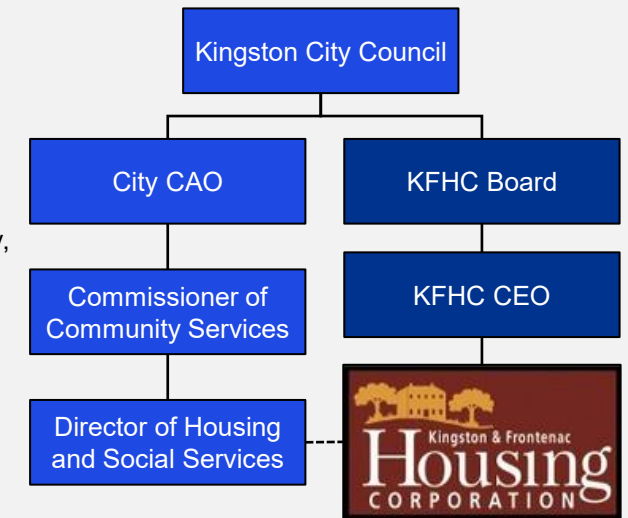 Kingston City Council
City CAO
KFHC Board
y,
Commissioner of
Community Services
KFHC CEO
Director of Housing
and Social Services
Kingston & Frontenac
Housing
CORPORATION